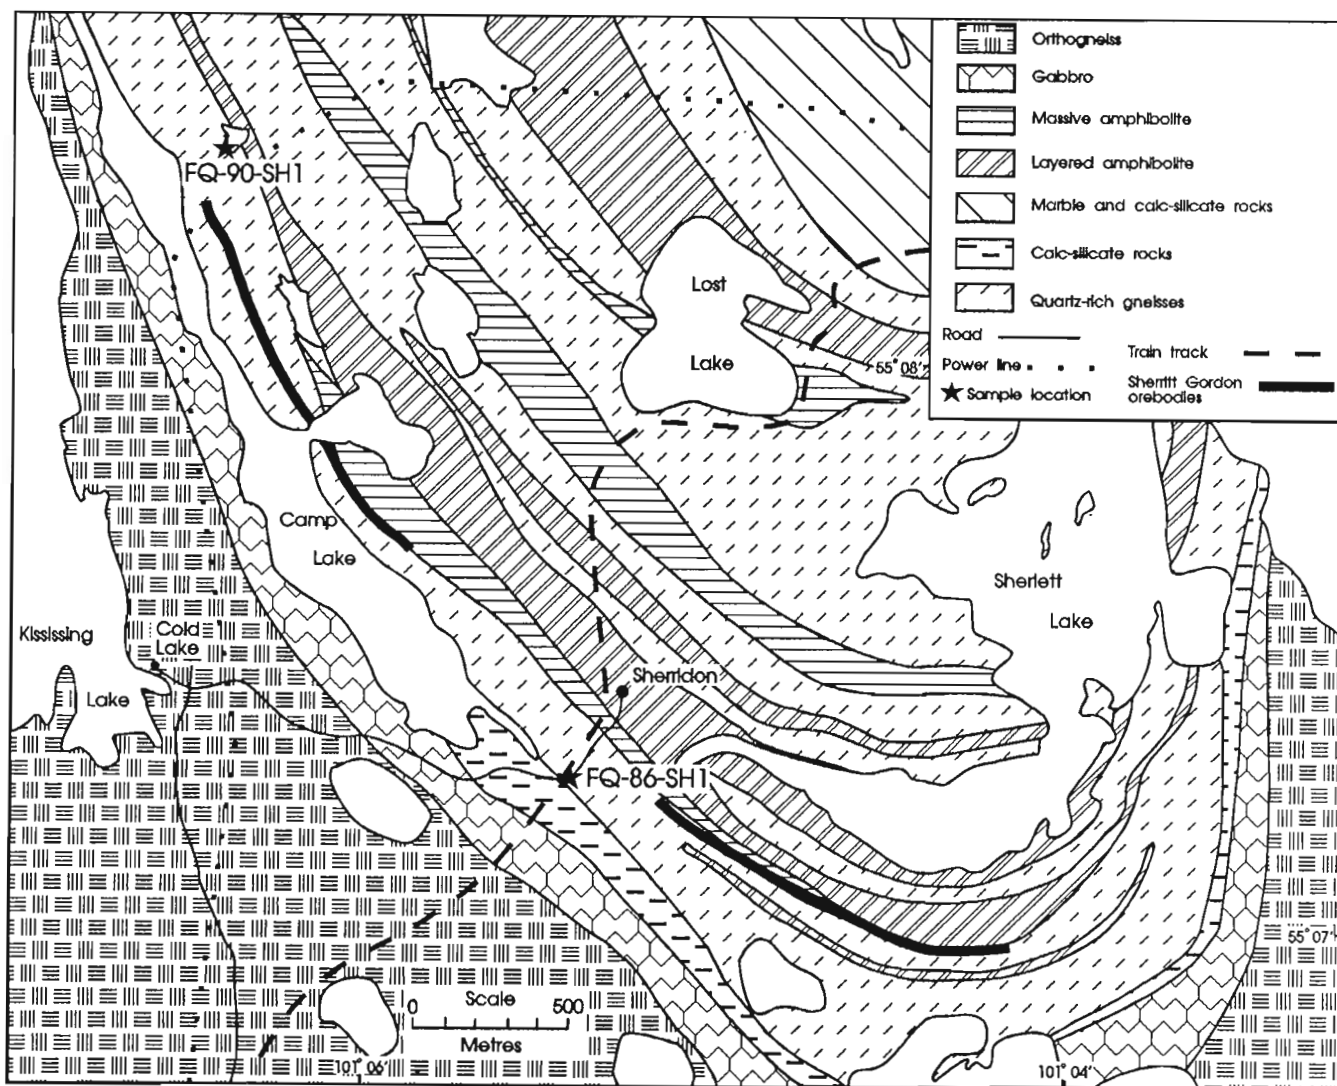 Orthogneiss
Gabbro
Massive amphibolite
Layered amphibolite
Marble and calc-silicate rocks
Calc-silicate rocks
Quartz-rich gneisses
Road
Power line
Train track
Sample location
Sherritt Gordon
orebodies
FQ-90-SH1
Lost
Lake
55° 08'
Camp
Lake
Sherlett
Lake
Kississing
Lake
Cold
Lake
Sherridon
FQ-86-SH1
55° 07'
0 Scale 500
Metres
101° 06'
101° 04'